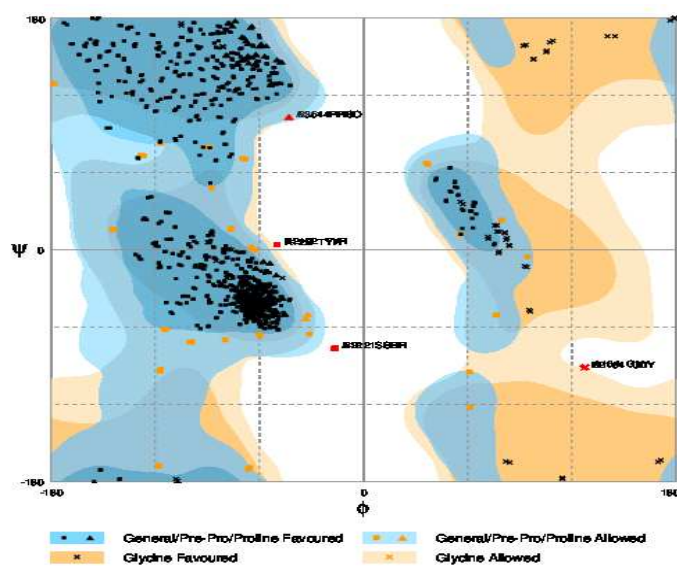 180
Ψ
0
-180
-180
0
180
Φ
General/Pre-Pro/Proline Favoured
General/Pre-Pro/Proline Allowed
Glycine Favoured
Glycine Allowed